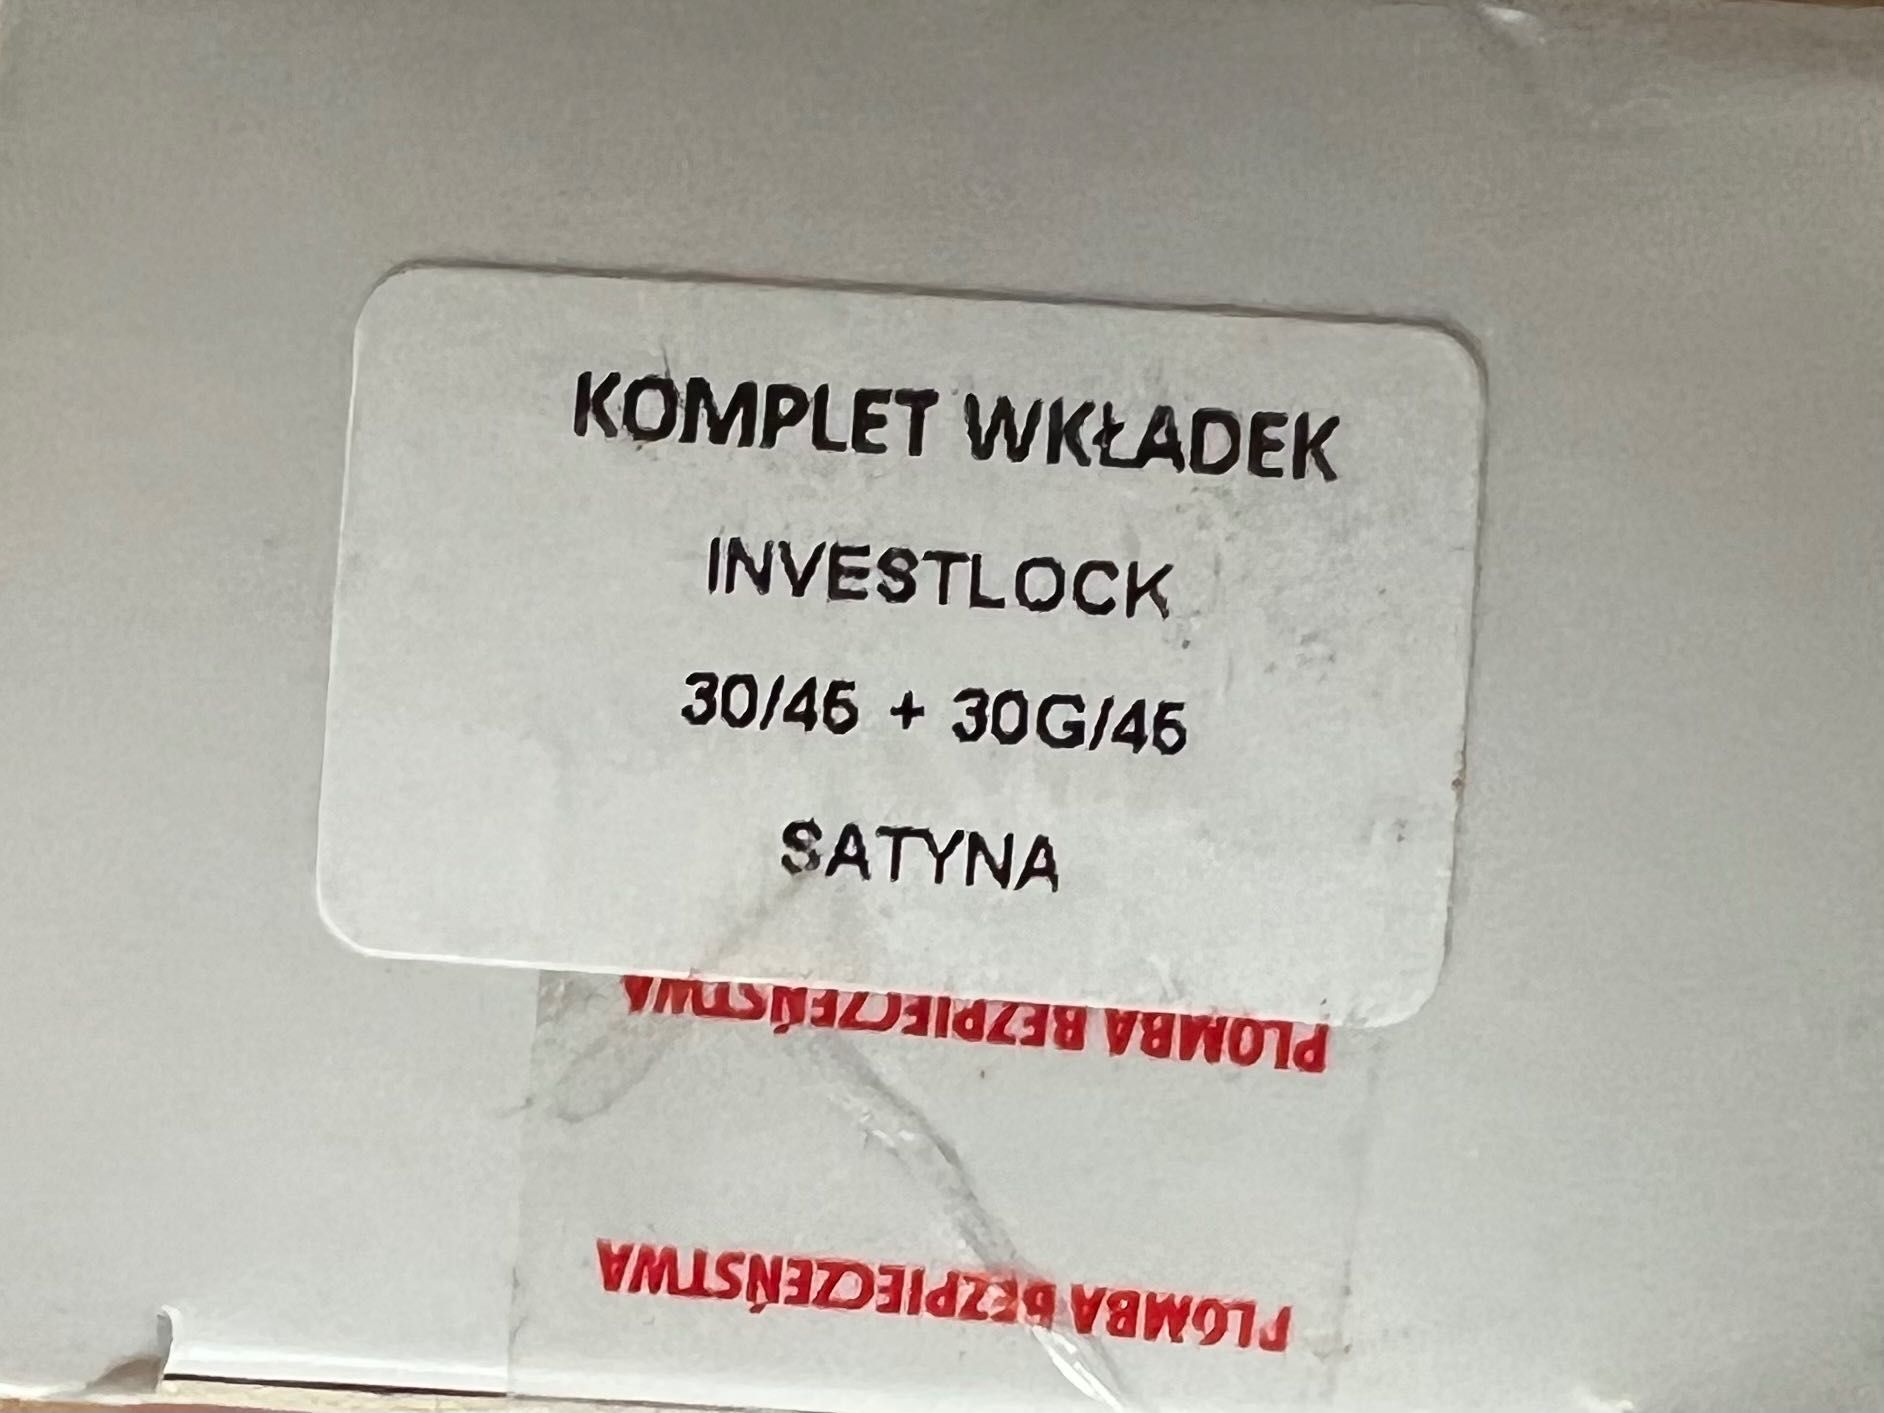 KOMPLET WKŁADEK
INVESTLOCK
30/45 + 30G/45
SATYNA
PLOMBA BEZPIECZEŃSTWA
PLOMBA BEZPIECZEŃSTWA